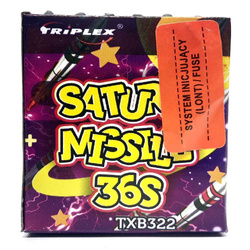 TRIPLEX
SATUR
MISSILE
36S
TXB322
SYSTEM INICJUJĄCY
(LONT) / FUSE